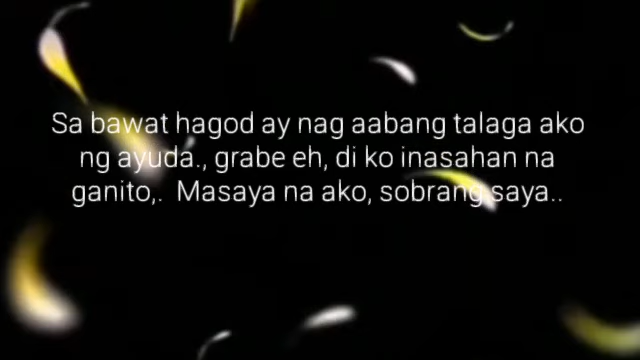 Sa bawat hagod ay nag aabang talaga ako
ng ayuda., grabe eh, di ko inasahan na
ganito,.  Masaya na ako, sobrang saya..